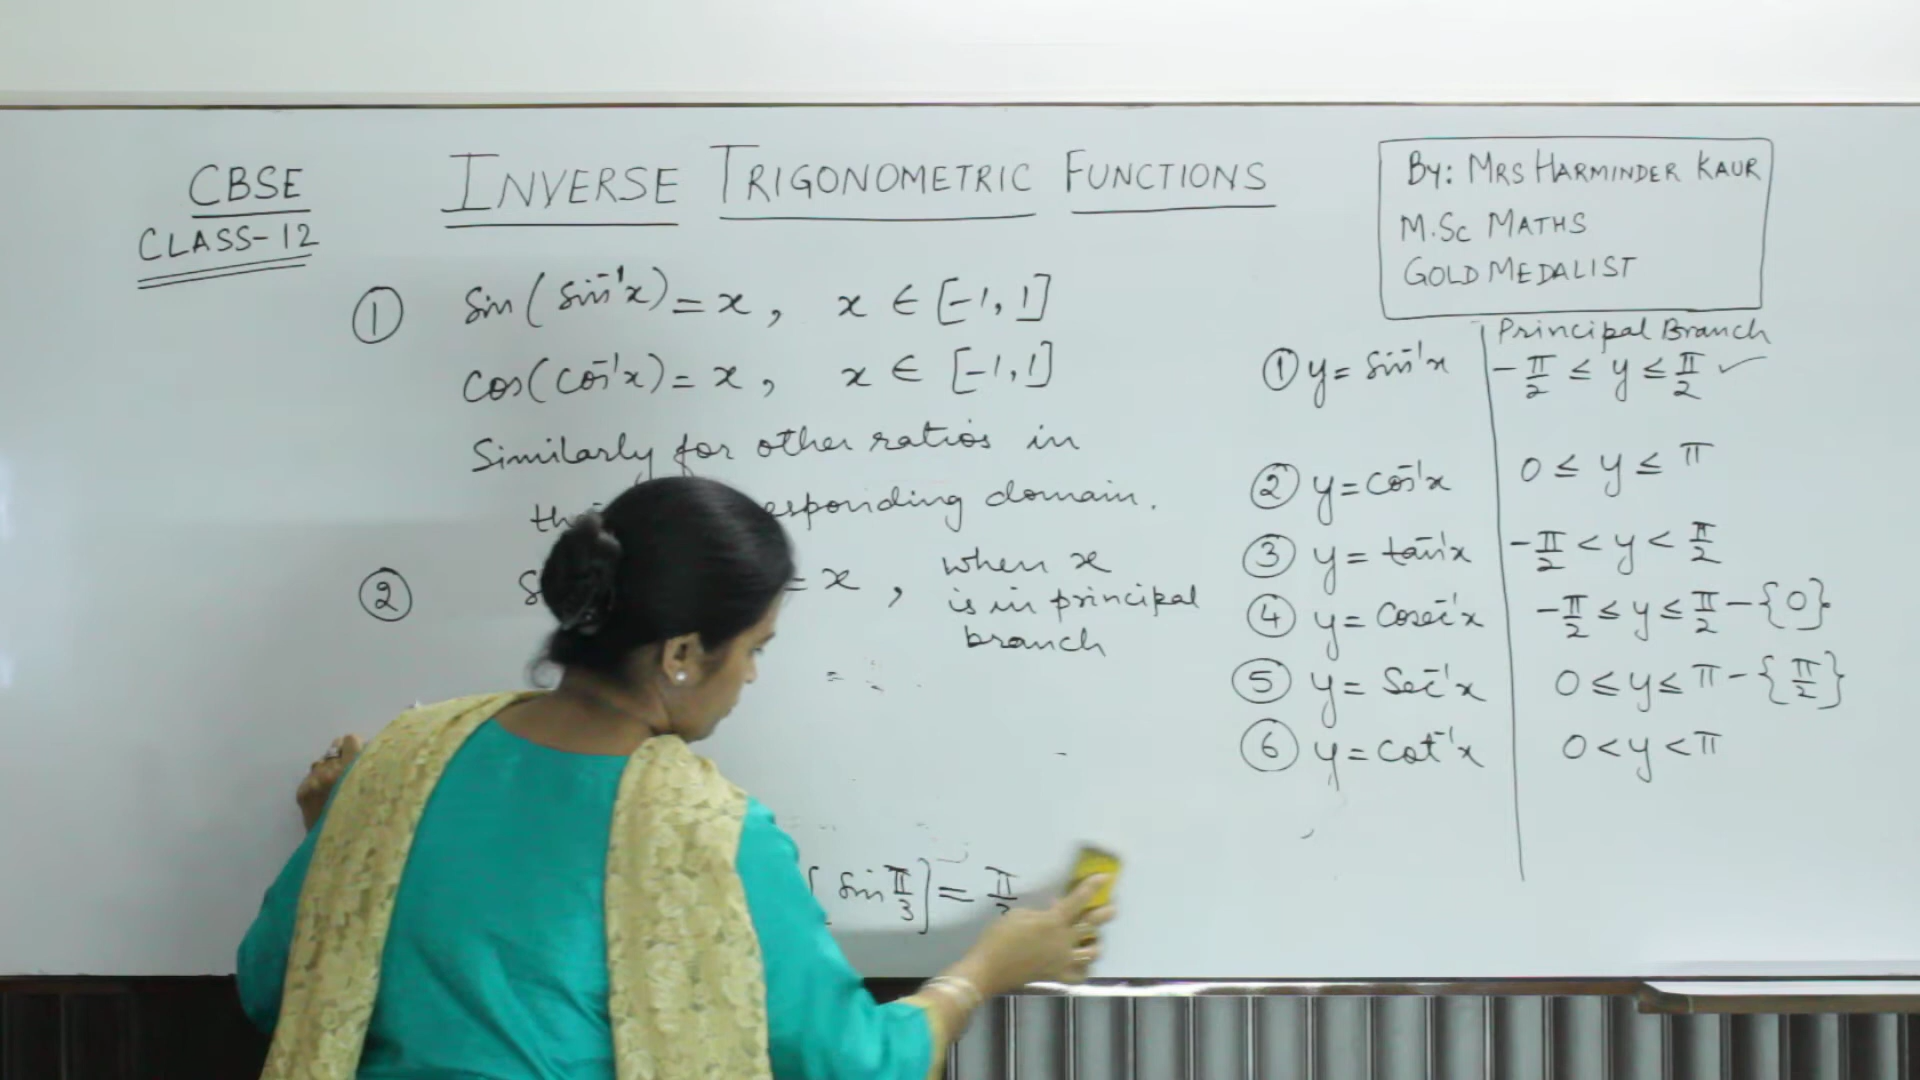 CBSE
CLASS-12
INVERSE TRIGONOMETRIC FUNCTIONS
By: MRS HARMINDER KAUR
M.Sc MATHS
GOLD MEDALIST
① sin(sin⁻¹x) = x, x ∈ [-1, 1]
cos(cos⁻¹x) = x, x ∈ [-1, 1]
Similarly for other ratios in
domain.
② = x, when x
is in principal
branch
[sin π/3] = π
Principal Branch
① y = sin⁻¹x -π/2 ≤ y ≤ π/2 ✓
② y = cos⁻¹x 0 ≤ y ≤ π
③ y = tan⁻¹x -π/2 < y < π/2
④ y = cosec⁻¹x -π/2 ≤ y ≤ π/2 - {0}
⑤ y = Sec⁻¹x 0 ≤ y ≤ π - {π/2}
⑥ y = cot⁻¹x 0 < y < π